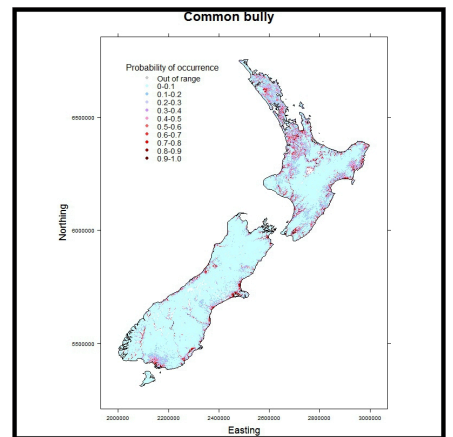 Common bully
Probability of occurrence
Out of range
0-0.1
0.1-0.2
0.2-0.3
0.3-0.4
0.4-0.5
0.5-0.6
0.6-0.7
0.7-0.8
0.8-0.9
0.9-1.0
Northing
6500000
6000000
5500000
2000000 2200000 2400000 2600000 2800000 3000000
Easting